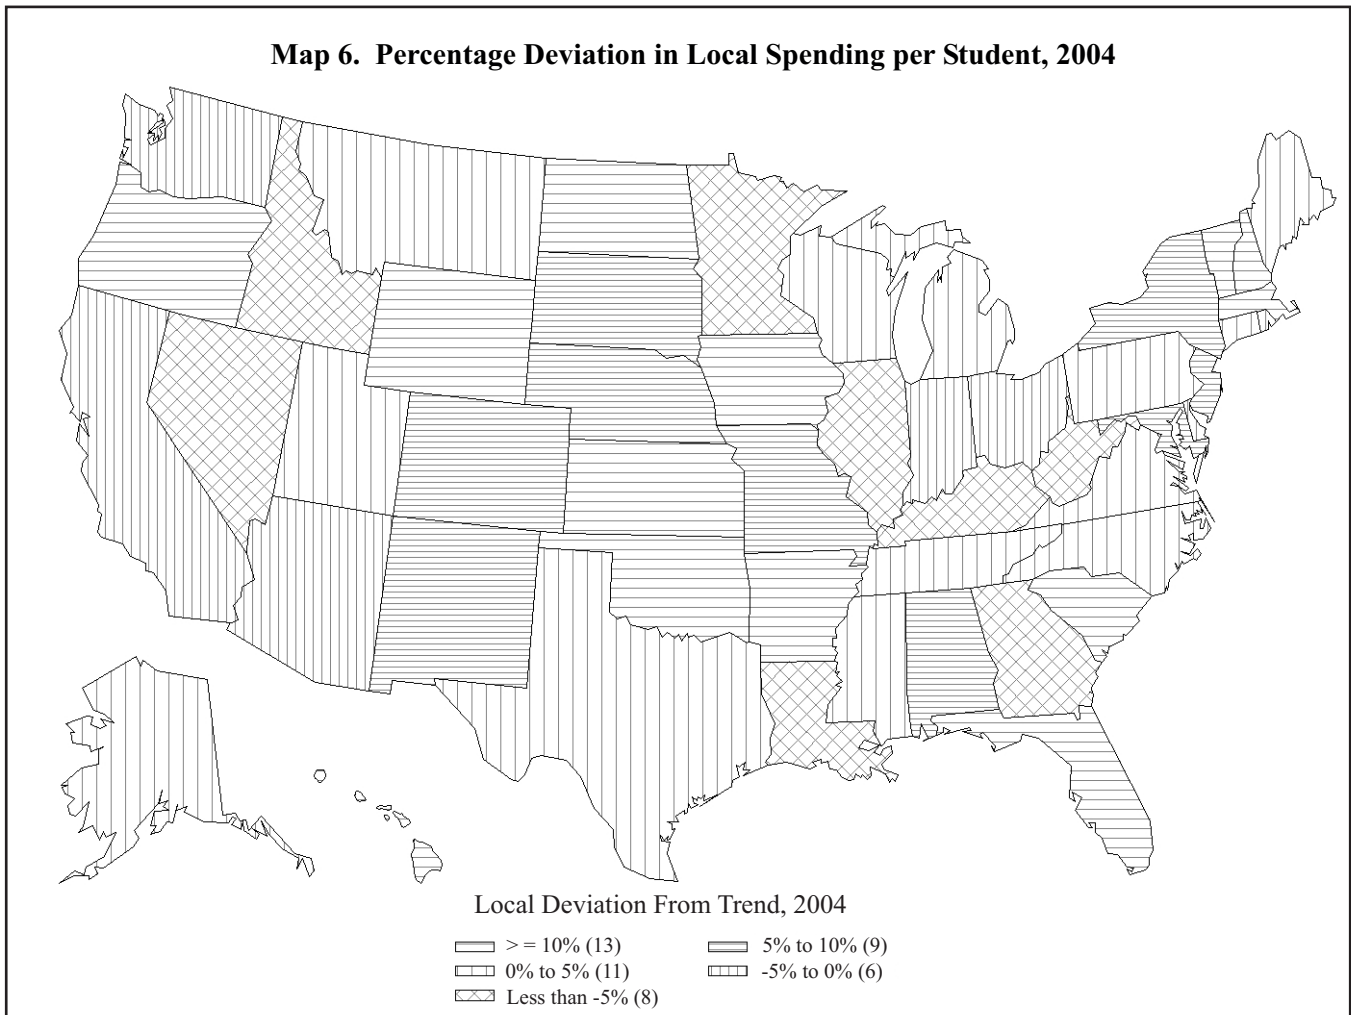 Map 6. Percentage Deviation in Local Spending per Student, 2004
Local Deviation From Trend, 2004
> = 10% (13)
5% to 10% (9)
0% to 5% (11)
-5% to 0% (6)
Less than -5% (8)